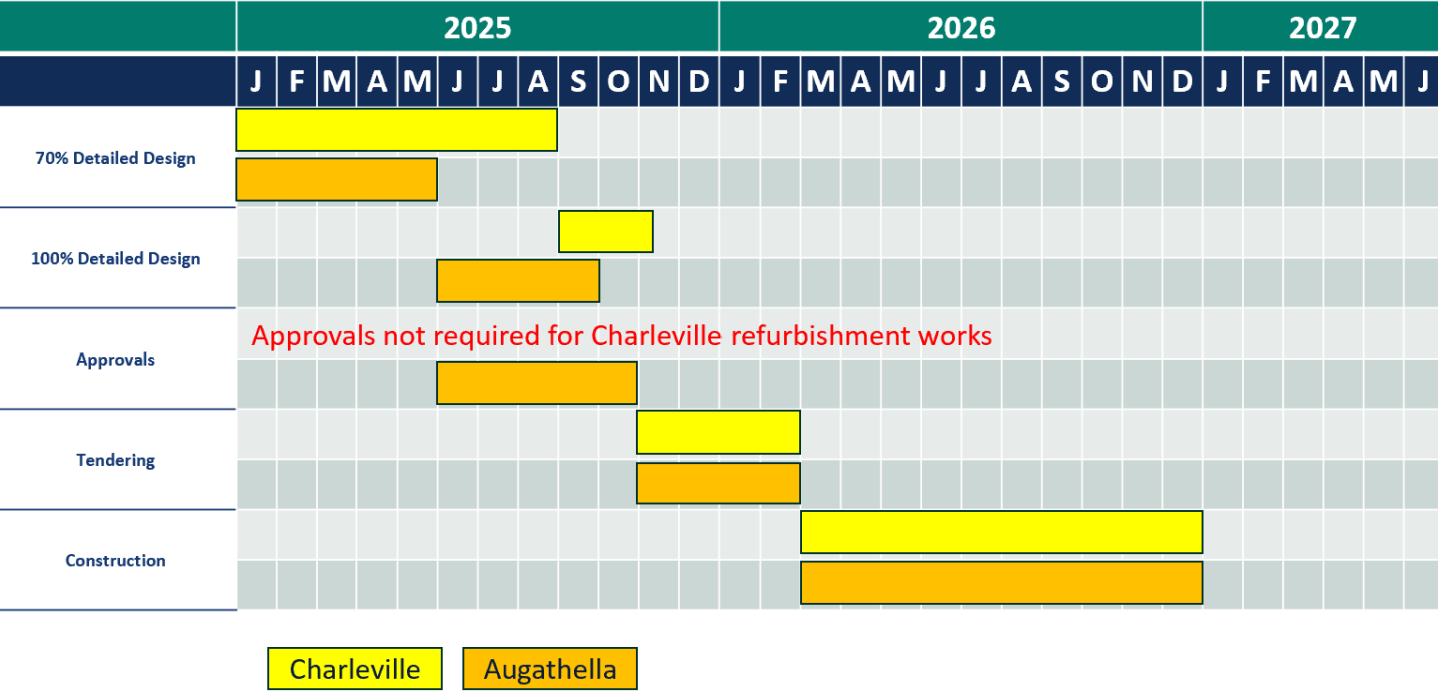 2025 2026 2027
J F M A M J J A S O N D J F M A M J J A S O N D J F M A M J
70% Detailed Design
100% Detailed Design
Approvals not required for Charleville refurbishment works
Approvals
Tendering
Construction
Charleville Augathella